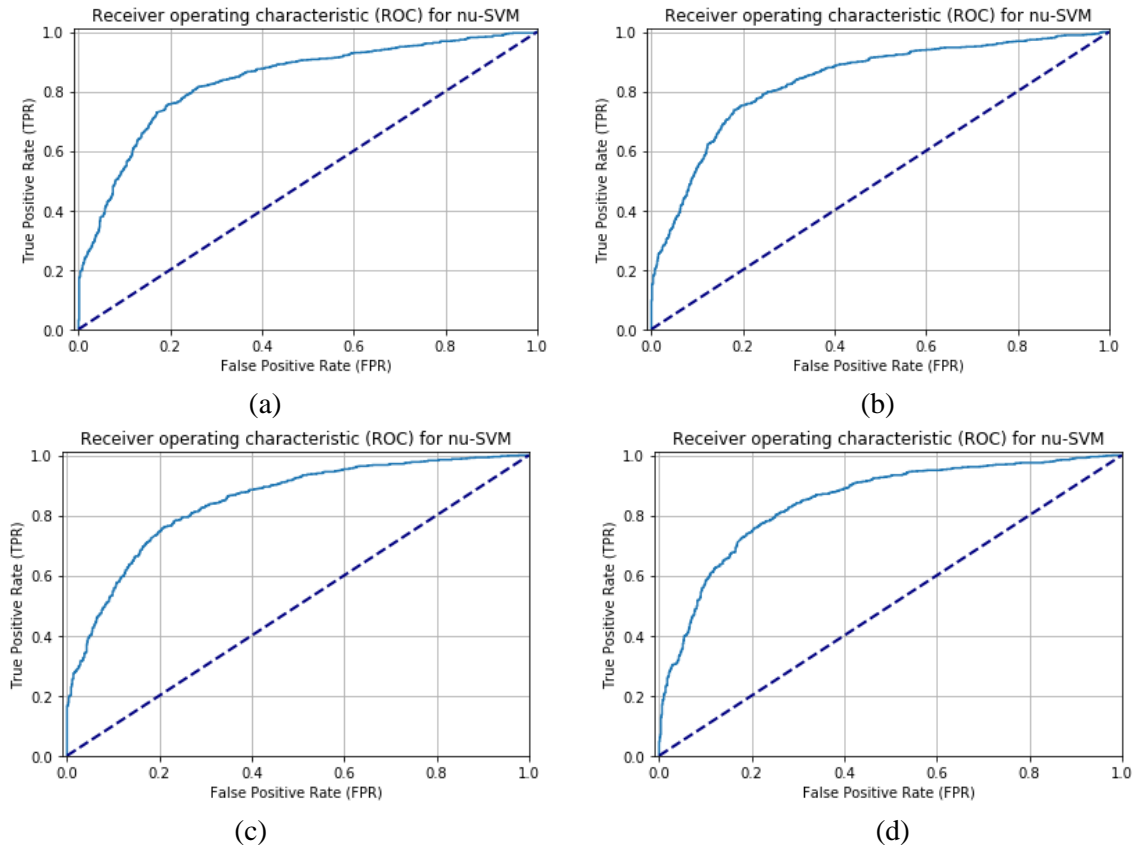 Receiver operating characteristic (ROC) for nu-SVM
1.0
0.8
0.6
0.4
0.2
0.0
True Positive Rate (TPR)
0.0 0.2 0.4 0.6 0.8 1.0
False Positive Rate (FPR)
(a)
Receiver operating characteristic (ROC) for nu-SVM
1.0
0.8
0.6
0.4
0.2
0.0
True Positive Rate (TPR)
0.0 0.2 0.4 0.6 0.8 1.0
False Positive Rate (FPR)
(b)
Receiver operating characteristic (ROC) for nu-SVM
1.0
0.8
0.6
0.4
0.2
0.0
True Positive Rate (TPR)
0.0 0.2 0.4 0.6 0.8 1.0
False Positive Rate (FPR)
(c)
Receiver operating characteristic (ROC) for nu-SVM
1.0
0.8
0.6
0.4
0.2
0.0
True Positive Rate (TPR)
0.0 0.2 0.4 0.6 0.8 1.0
False Positive Rate (FPR)
(d)